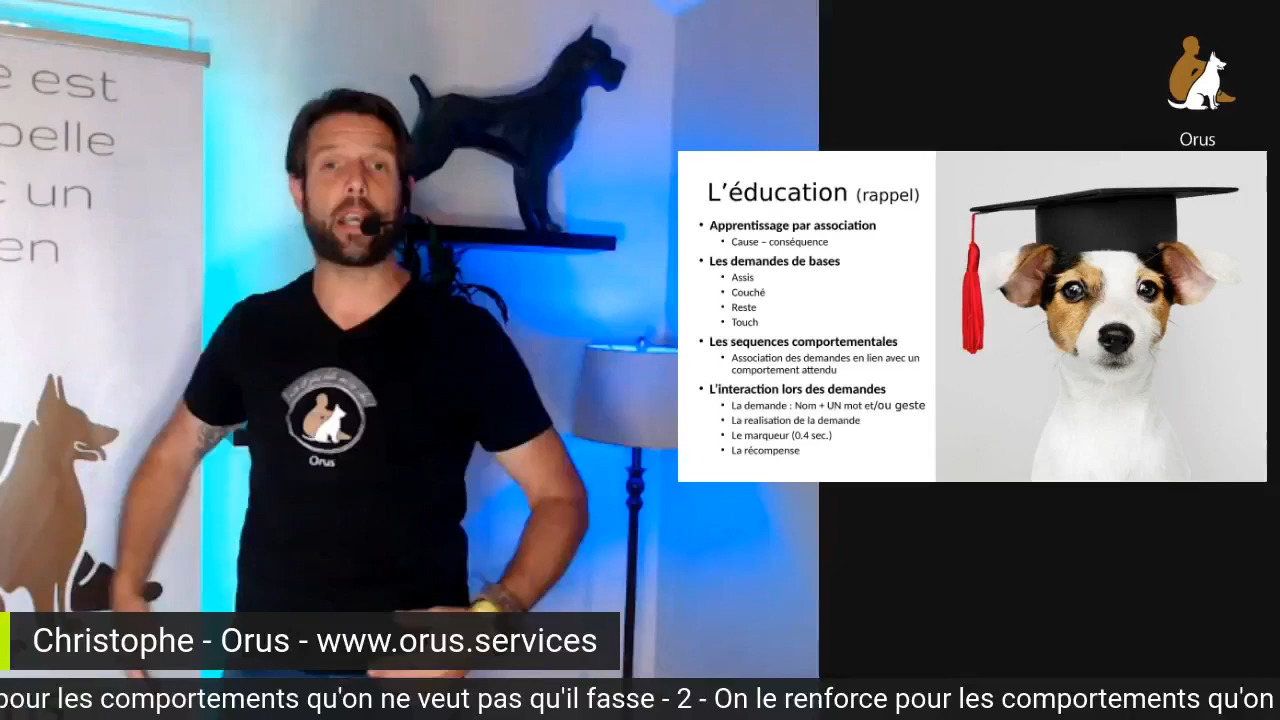 e est
pelle
un
en
Orus
Orus
L'éducation (rappel)
• Apprentissage par association
• Cause – conséquence
• Les demandes de bases
• Assis
• Couché
• Reste
• Touch
• Les sequences comportementales
• Association des demandes en lien avec un
comportement attendu
• L'interaction lors des demandes
• La demande : Nom + UN mot et/ou geste
• La realisation de la demande
• Le marqueur (0.4 sec.)
• La récompense
Christophe - Orus - www.orus.services
pour les comportements qu'on ne veut pas qu'il fasse - 2 - On le renforce pour les comportements qu'on